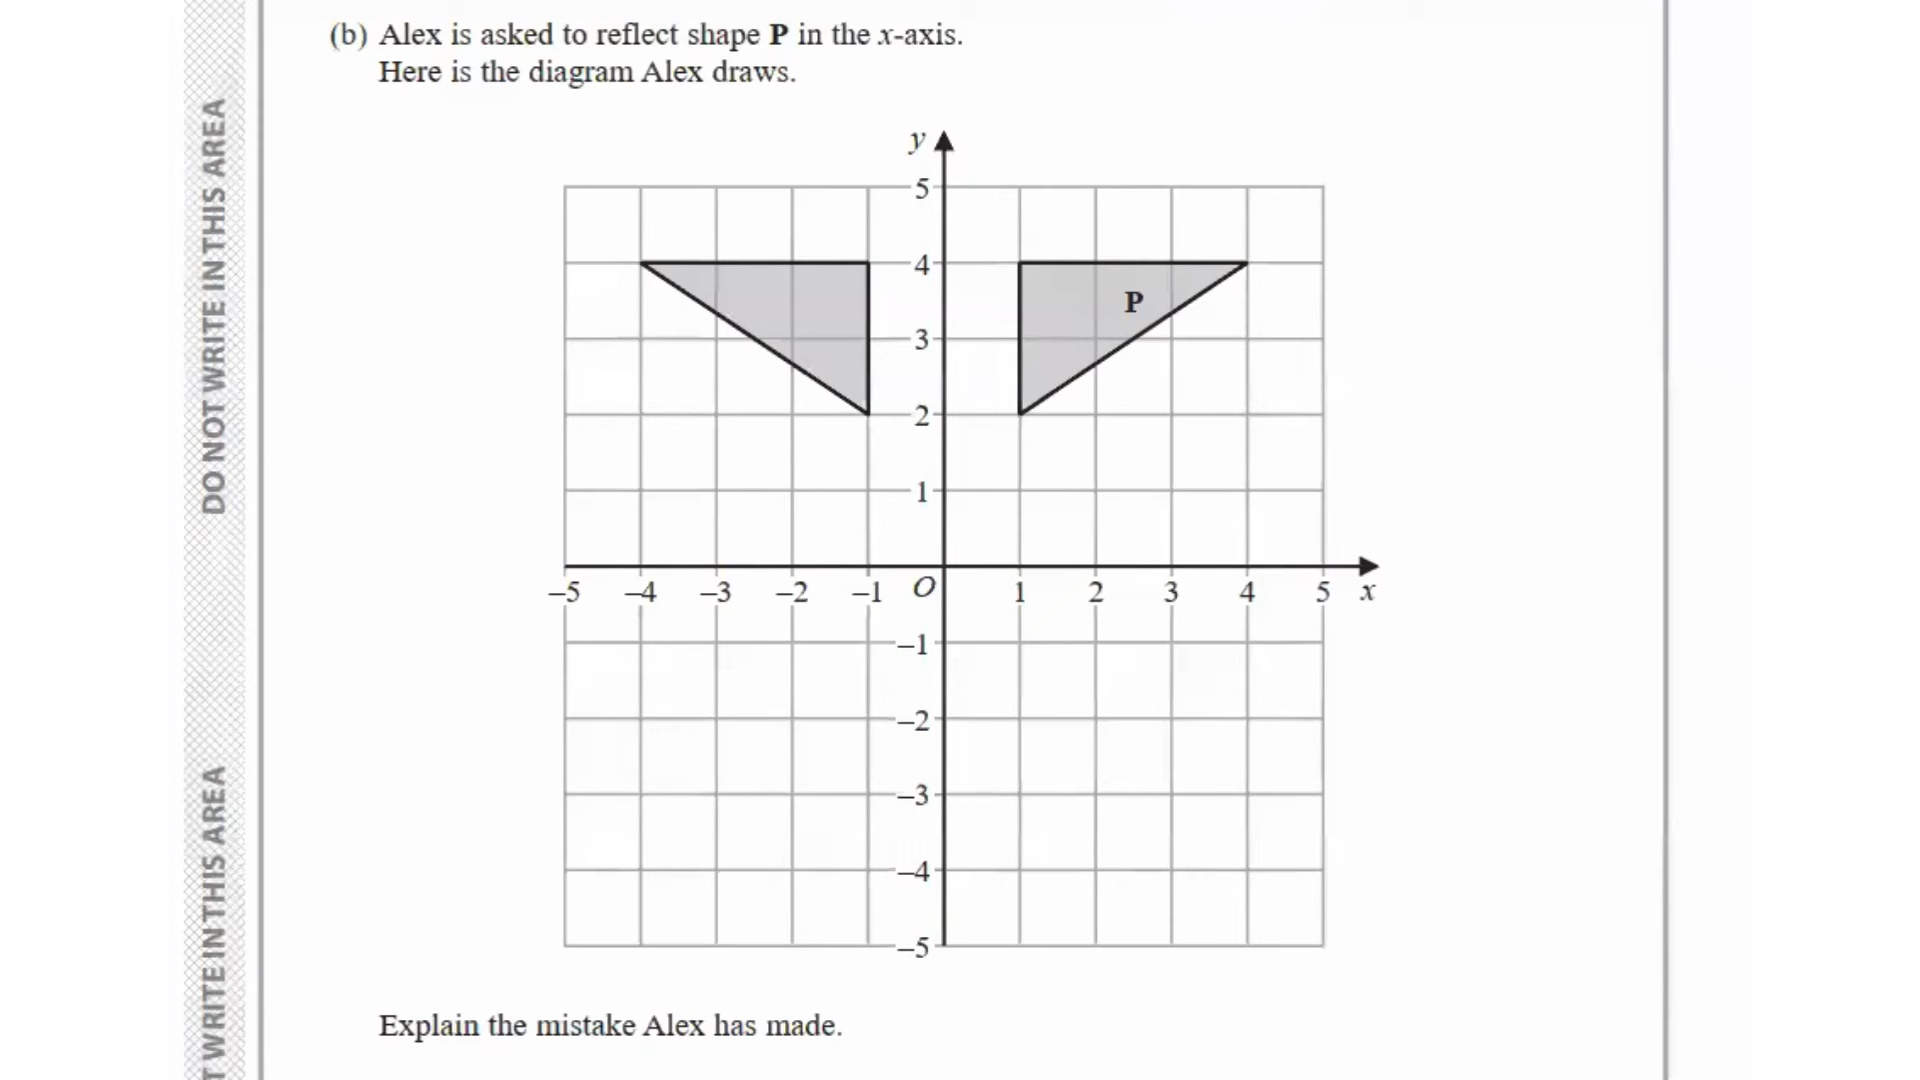 (b) Alex is asked to reflect shape P in the x-axis.
Here is the diagram Alex draws.
y
5
4
P
3
2
1
–5 –4 –3 –2 –1 O 1 2 3 4 5 x
–1
–2
–3
–4
–5
Explain the mistake Alex has made.
DO NOT WRITE IN THIS AREA
T WRITE IN THIS AREA